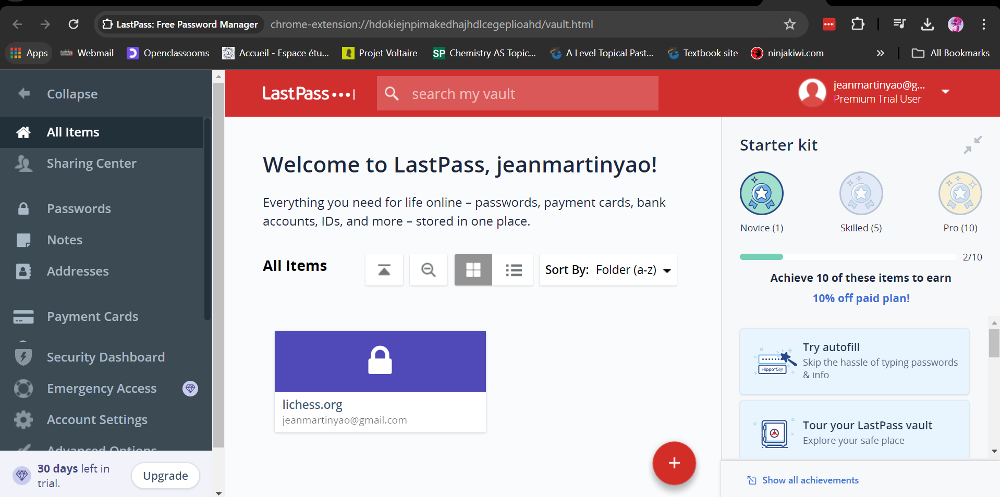 LastPass: Free Password Manager
chrome-extension://hdokiejnpimakedhajhdlcegeplioahd/vault.html
Apps
Webmail
Openclassooms
Accueil - Espace étu...
Projet Voltaire
SP
Chemistry AS Topic...
A Level Topical Past...
Textbook site
ninjakiwi.com
»
All Bookmarks
Collapse
All Items
Sharing Center
Passwords
Notes
Addresses
Payment Cards
Security Dashboard
Emergency Access
Account Settings
Advanced Options
30 days left in
trial.
Upgrade
LastPass
search my vault
jeanmartinyao@g...
Premium Trial User
Welcome to LastPass, jeanmartinyao!
Everything you need for life online – passwords, payment cards, bank
accounts, IDs, and more – stored in one place.
All Items
Sort By: Folder (a-z)
lichess.org
jeanmartinyao@gmail.com
+
Starter kit
Novice (1)
Skilled (5)
Pro (10)
2/10
Achieve 10 of these items to earn
10% off paid plan!
Hippo*5@
Try autofill
Skip the hassle of typing passwords
& info
Tour your LastPass vault
Explore your safe place
Show all achievements